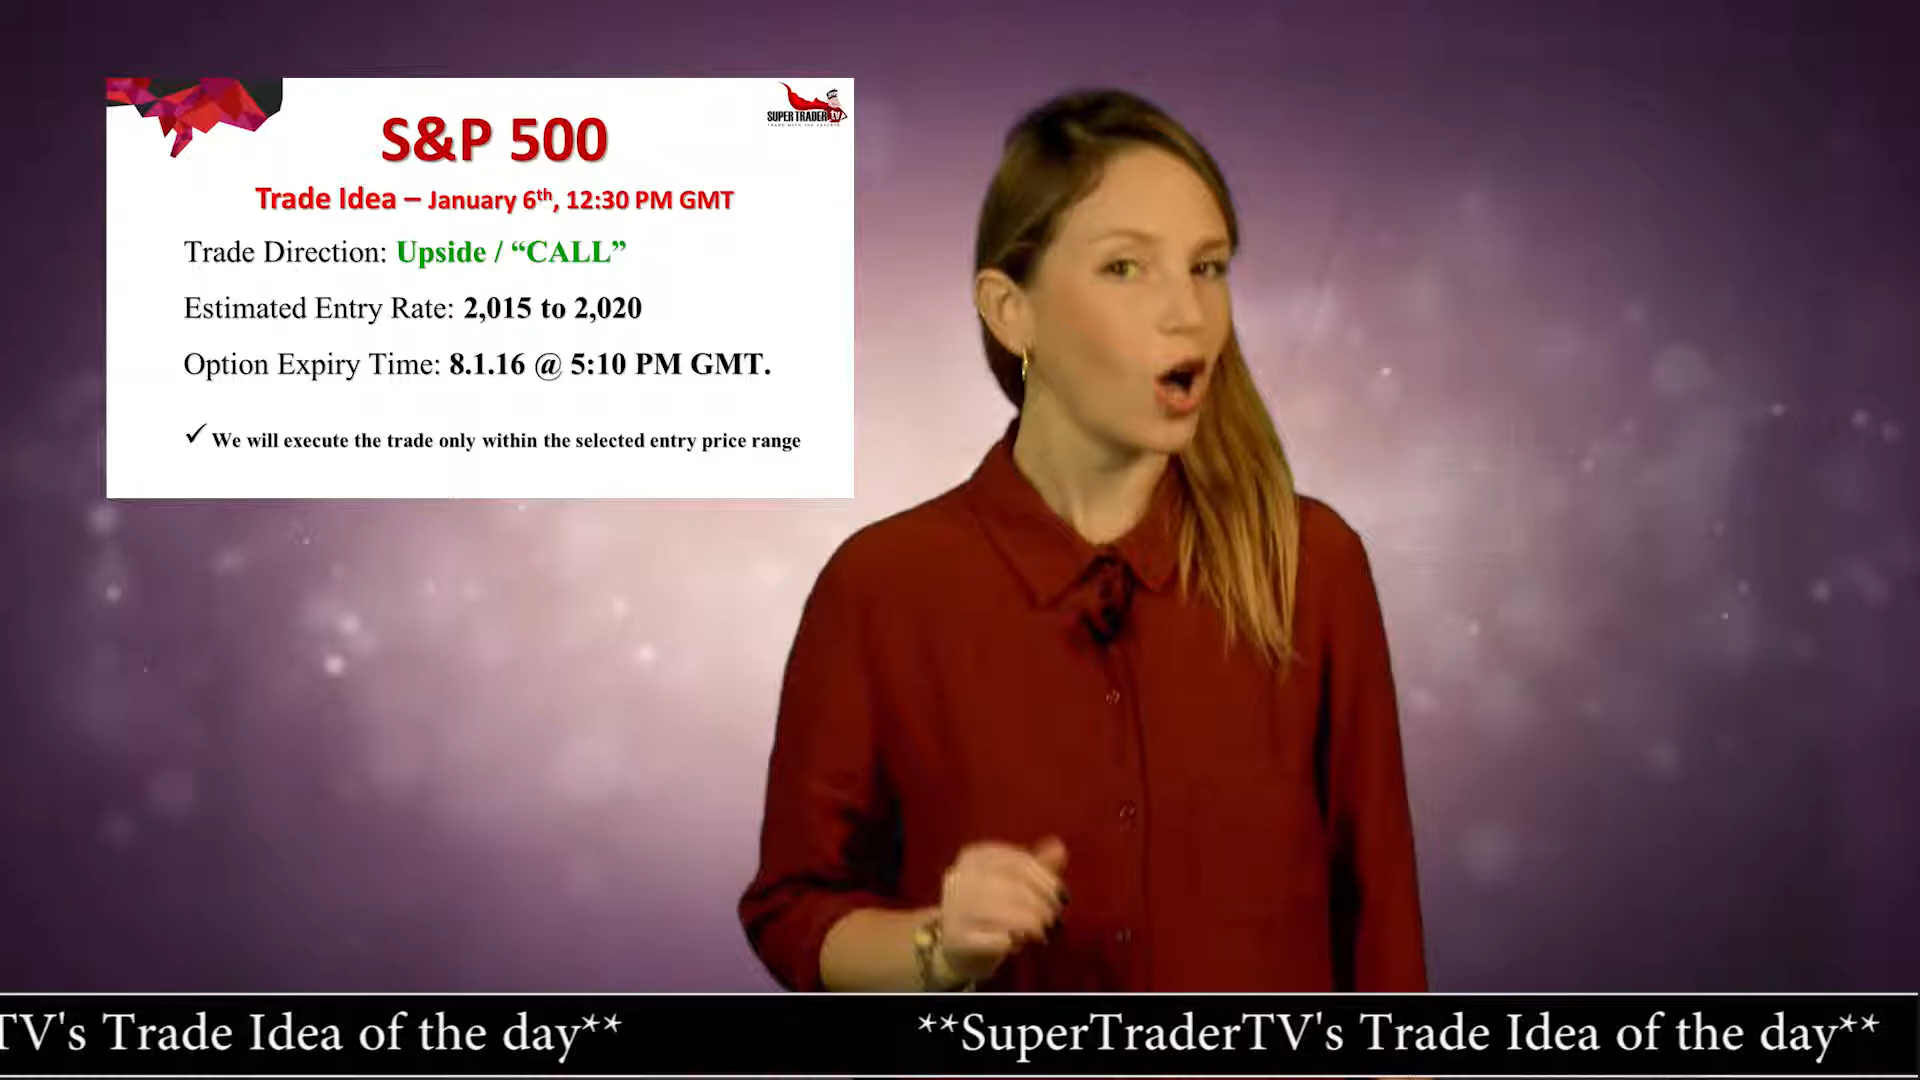 SUPER TRADER TV
S&P 500
Trade Idea – January 6th, 12:30 PM GMT
Trade Direction: Upside / “CALL”
Estimated Entry Rate: 2,015 to 2,020
Option Expiry Time: 8.1.16 @ 5:10 PM GMT.
✓ We will execute the trade only within the selected entry price range
TV's Trade Idea of the day** **SuperTraderTV's Trade Idea of the day**